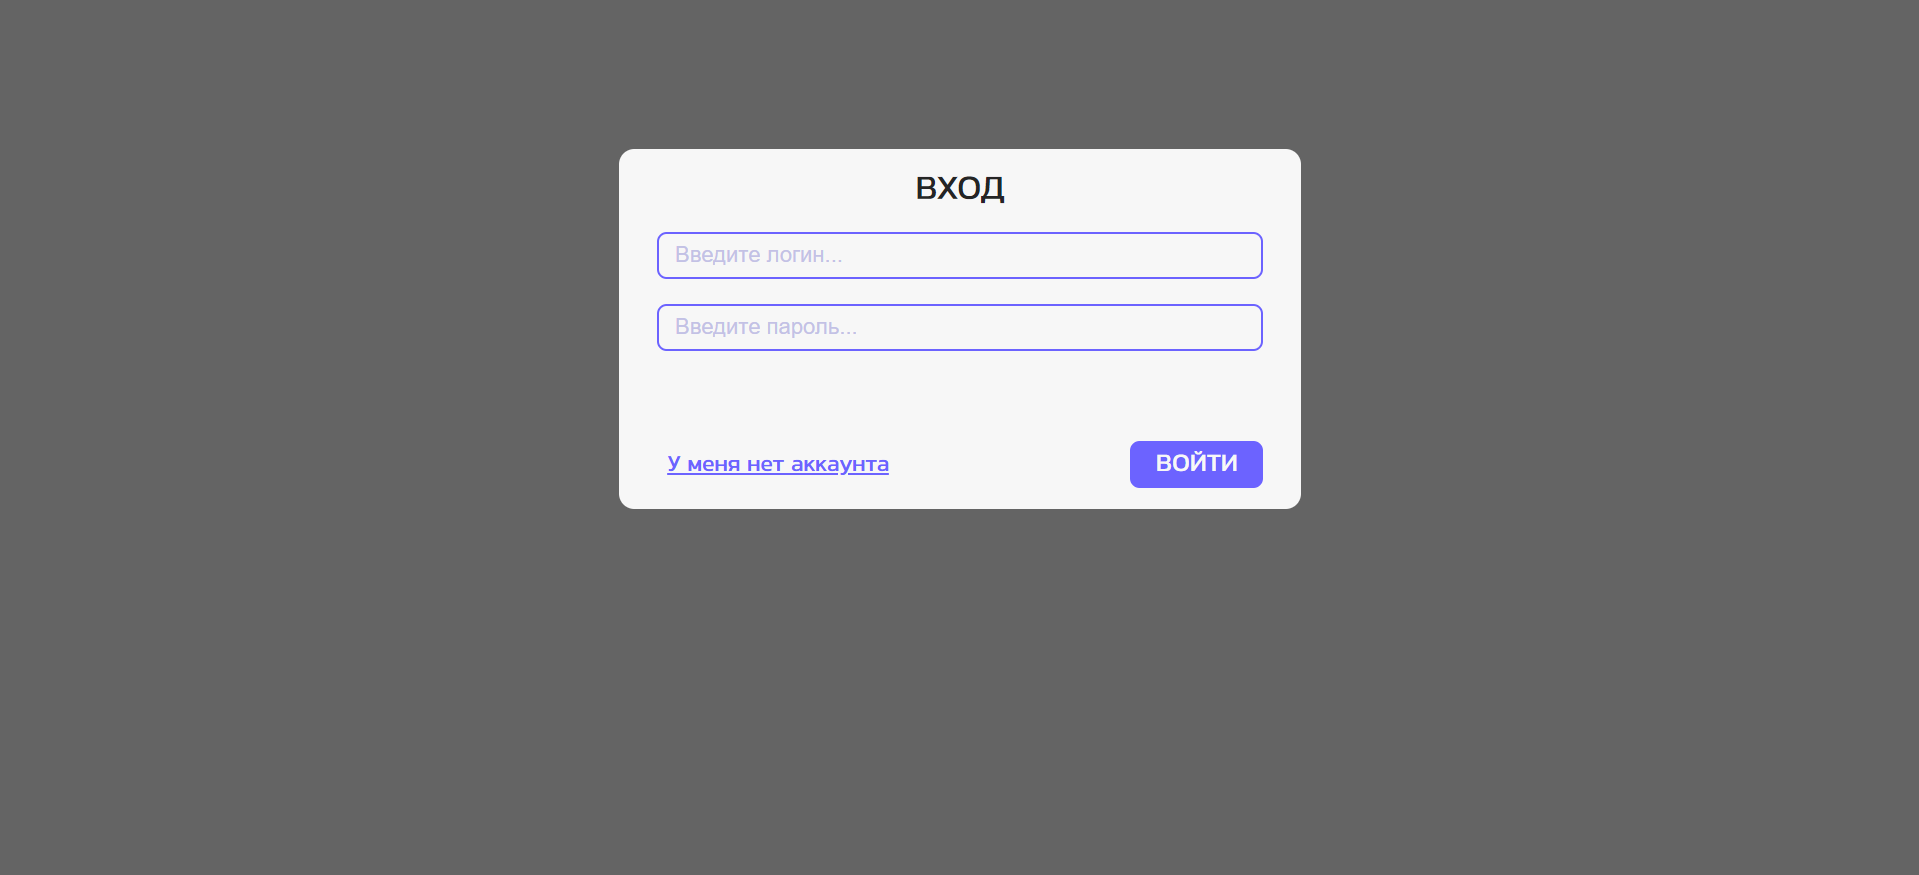 ВХОД
Введите логин...
Введите пароль...
У меня нет аккаунта
ВОЙТИ